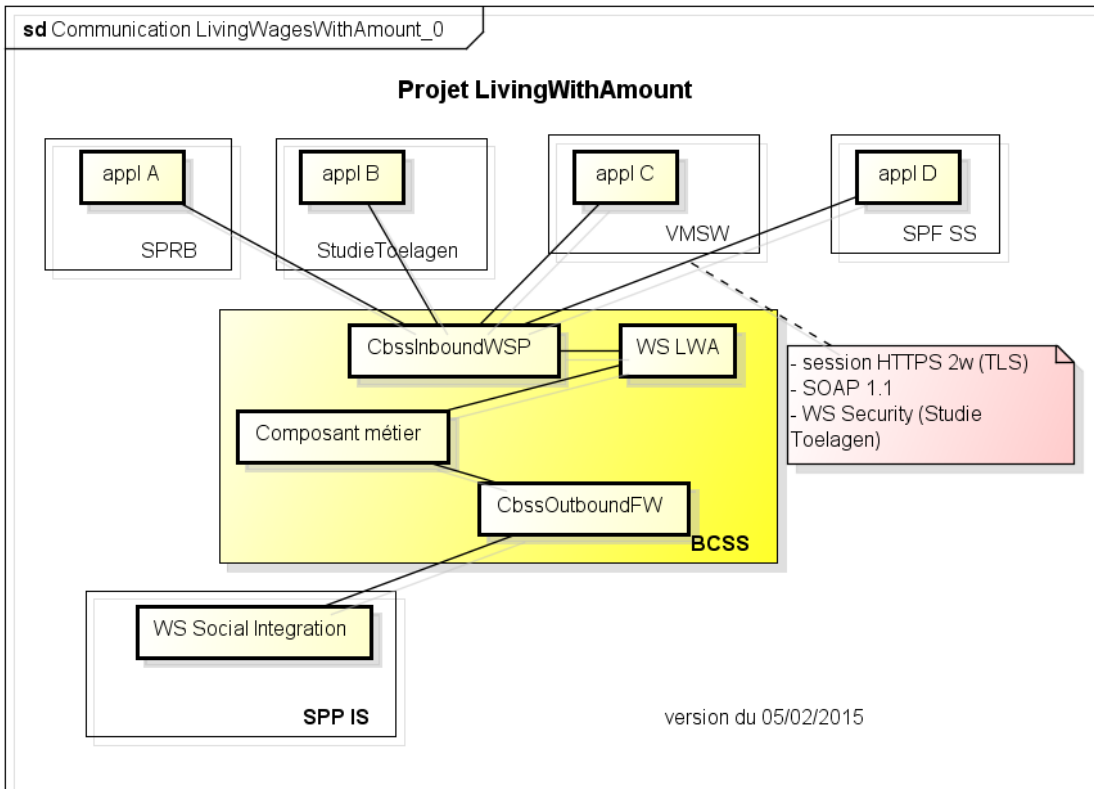 sd Communication LivingWagesWithAmount_0
Projet LivingWithAmount
appl A
appl B
appl C
appl D
SPRB
StudieToelagen
VMSW
SPF SS
CbssInboundWSP
WS LWA
- session HTTPS 2w (TLS)
- SOAP 1.1
- WS Security (Studie
Toelagen)
Composant métier
CbssOutboundFW
BCSS
WS Social Integration
SPP IS
version du 05/02/2015